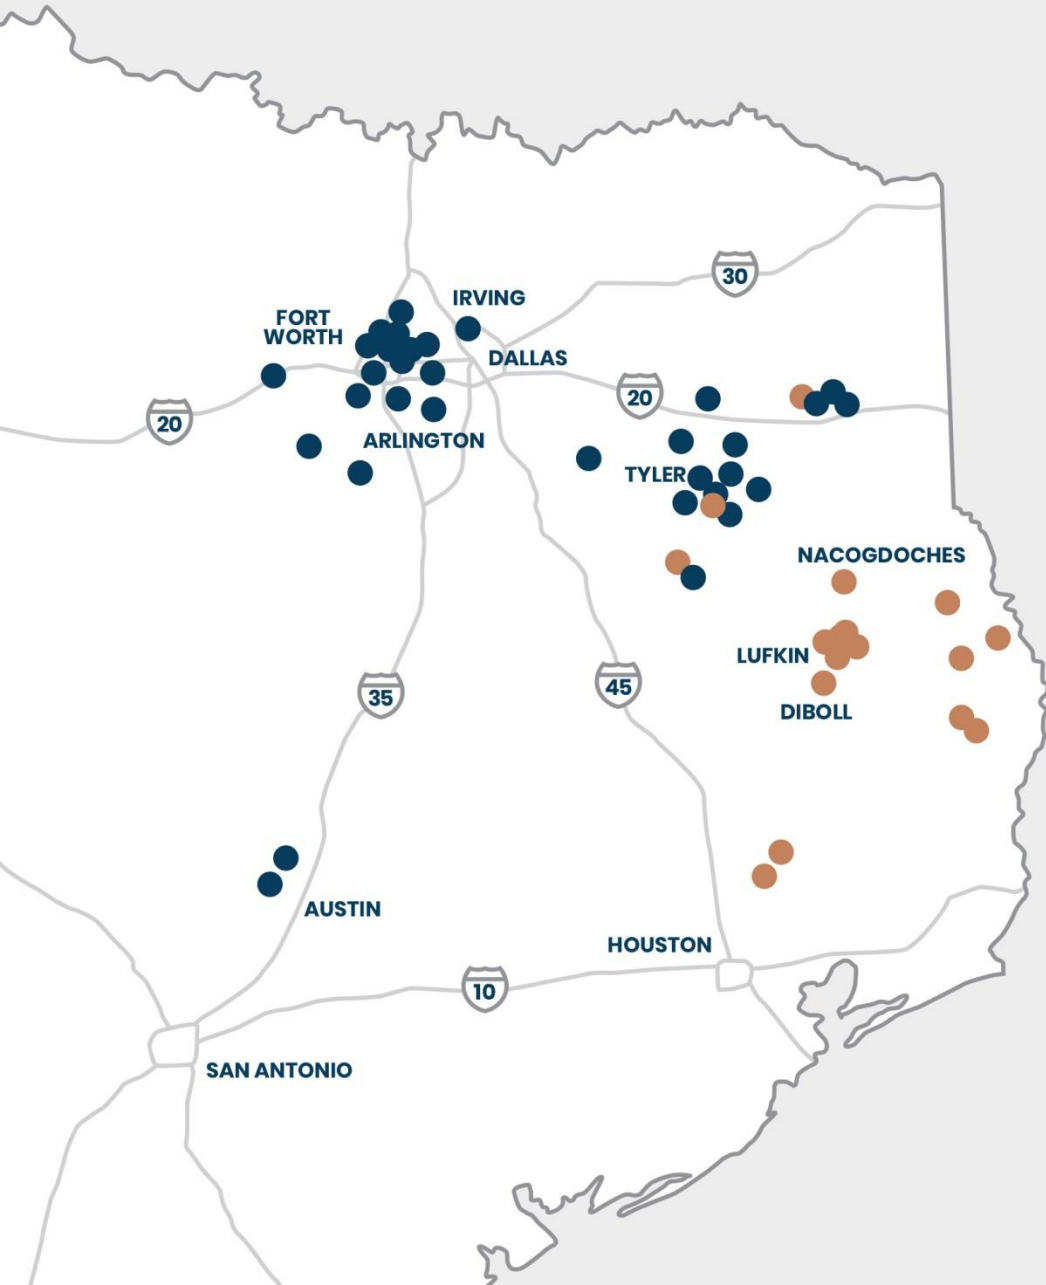 30
IRVING
FORT
WORTH
DALLAS
20
20
ARLINGTON
TYLER
NACOGDOCHES
LUFKIN
35
45
DIBOLL
AUSTIN
HOUSTON
10
SAN ANTONIO